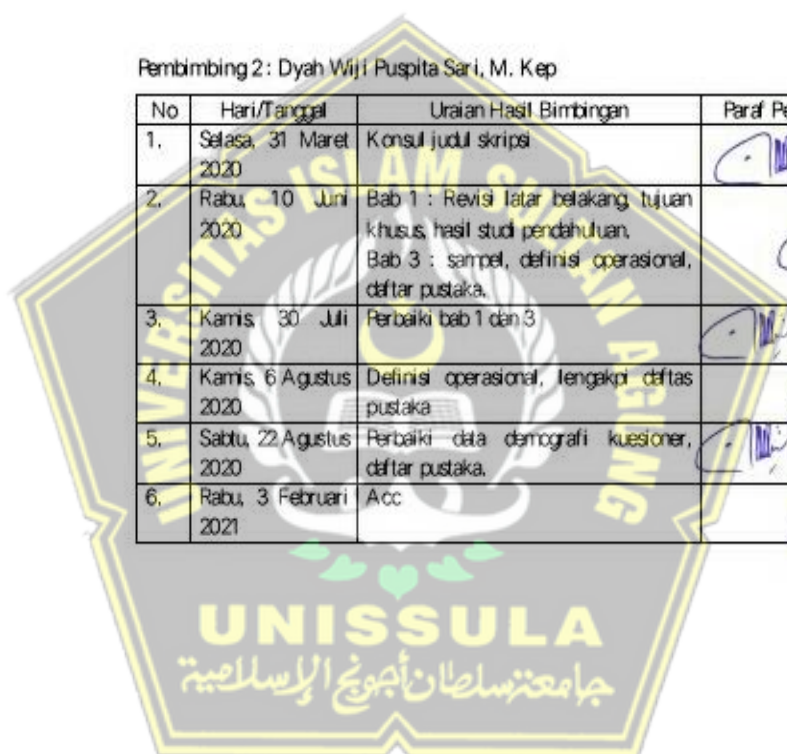 Pembimbing 2 : Dyah Wiji Puspita Sari, M. Kep
No Hari/Tanggal Uraian Hasil Bimbingan Paraf Pe
1. Selasa, 31 Maret Konsul judul skripsi
2020
2. Rabu, 10 Juni Bab 1 : Revisi latar belakang, tujuan
2020 khusus, hasil studi pendahuluan.
Bab 3 : sampel, definisi operasional,
daftar pustaka.
3. Kamis, 30 Juli Perbaiki bab 1 dan 3
2020
4. Kamis, 6 Agustus Definisi operasional, lengakpi daftas
2020 pustaka
5. Sabtu, 22 Agustus Perbaiki data demografi kuesioner,
2020 daftar pustaka.
6. Rabu, 3 Februari Acc
2021
UNIVERSITAS ISLAM SULTAN AGUNG
UNISSULA
جامعة سلطان أجونج الإسلامية